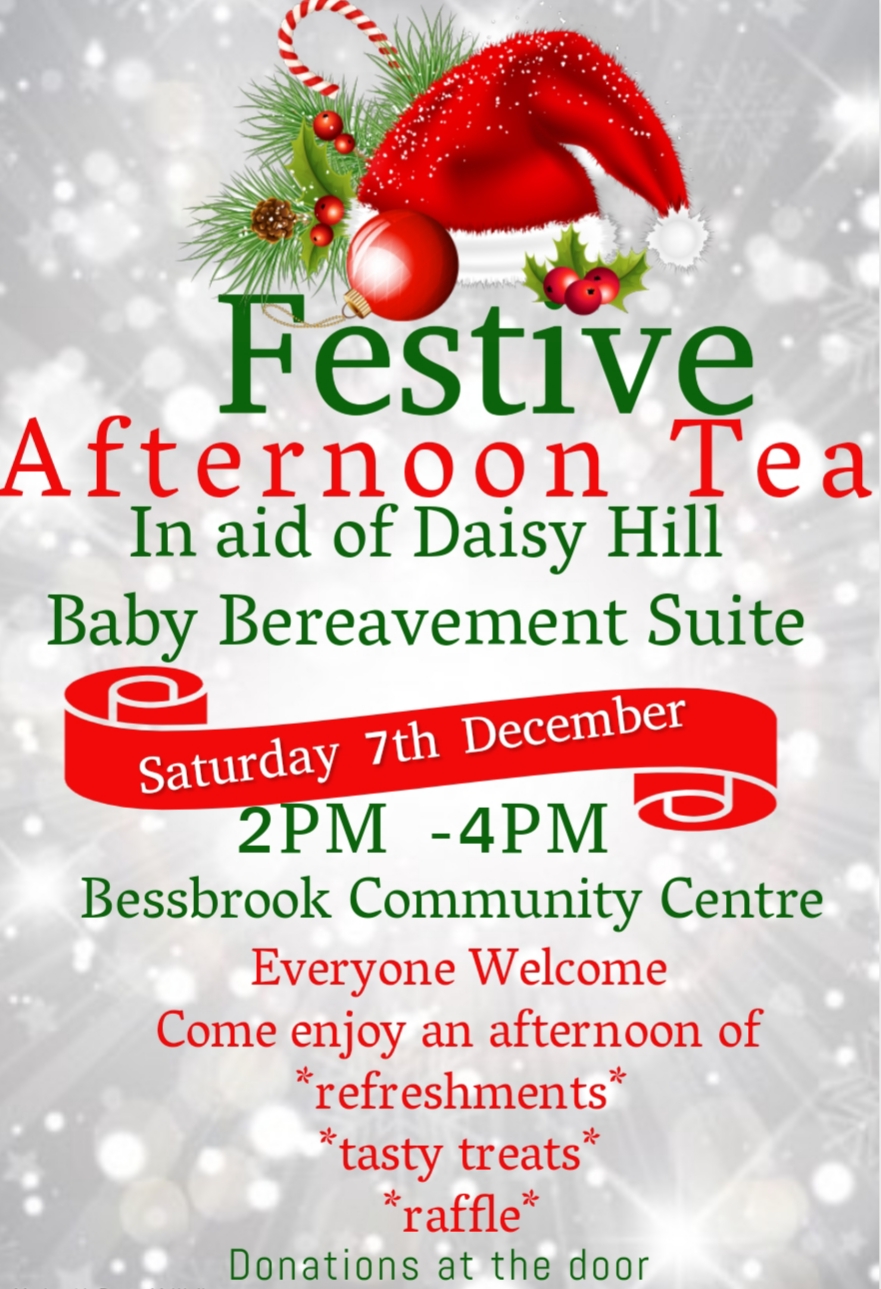 Festive
Afternoon Tea
In aid of Daisy Hill
Baby Bereavement Suite
Saturday 7th December
2PM -4PM
Bessbrook Community Centre
Everyone Welcome
Come enjoy an afternoon of
*refreshments*
*tasty treats*
*raffle*
Donations at the door